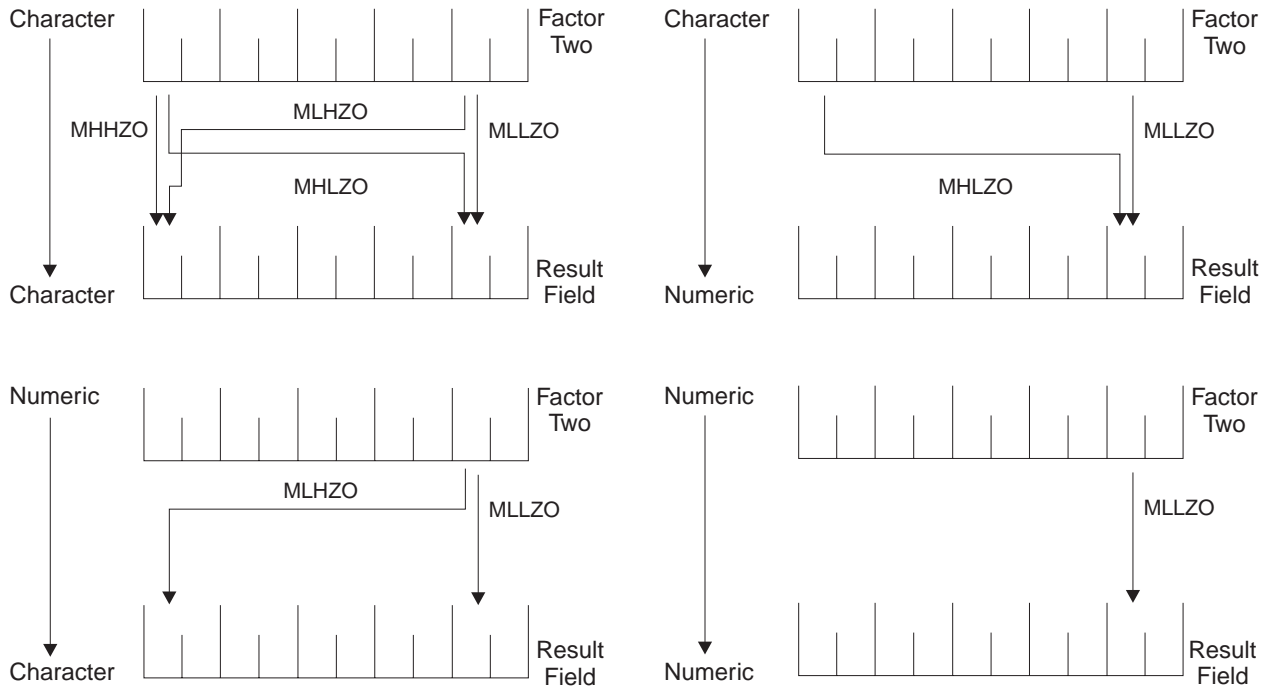 Character
Factor
Two
MHHZO
MLHZO
MLLZO
MHLZO
Character
Result
Field
Character
Factor
Two
MLLZO
MHLZO
Numeric
Result
Field
Numeric
Factor
Two
MLHZO
MLLZO
Character
Result
Field
Numeric
Factor
Two
MLLZO
Numeric
Result
Field